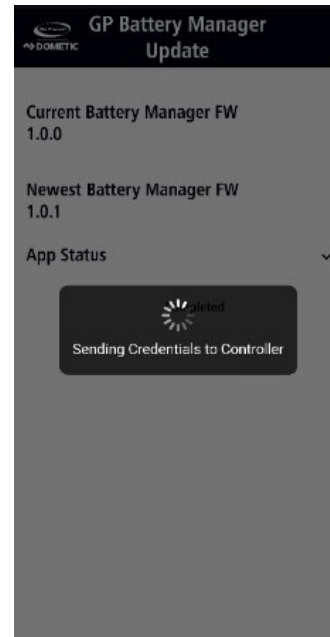 GP Battery Manager
Update
DOMETIC
Current Battery Manager FW
1.0.0
Newest Battery Manager FW
1.0.1
App Status
Sending Credentials to Controller